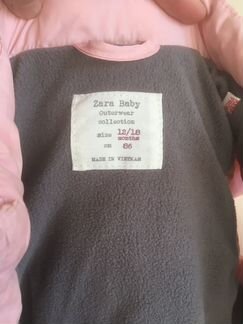 Zara Baby
Outerwear
collection
size 12/18
months
cm 86
MADE IN VIETNAM